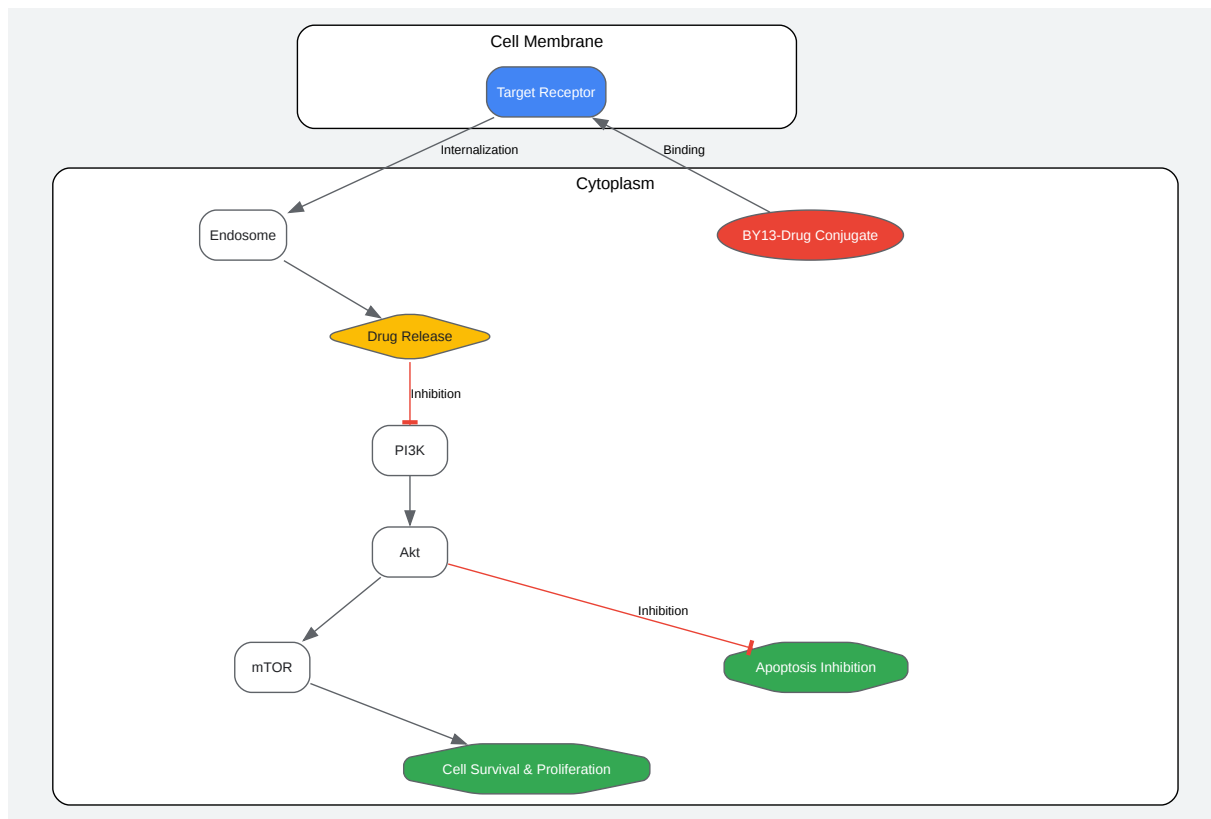 Cell Membrane
Target Receptor
Internalization
Binding
Cytoplasm
Endosome
BY13-Drug Conjugate
Drug Release
Inhibition
PI3K
Akt
Inhibition
mTOR
Apoptosis Inhibition
Cell Survival & Proliferation